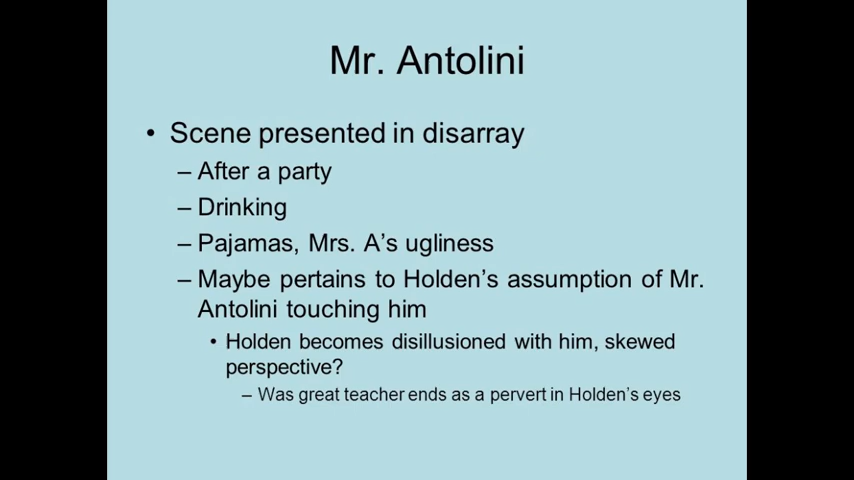 Mr. Antolini
• Scene presented in disarray
– After a party
– Drinking
– Pajamas, Mrs. A’s ugliness
– Maybe pertains to Holden’s assumption of Mr.
Antolini touching him
• Holden becomes disillusioned with him, skewed
perspective?
– Was great teacher ends as a pervert in Holden’s eyes